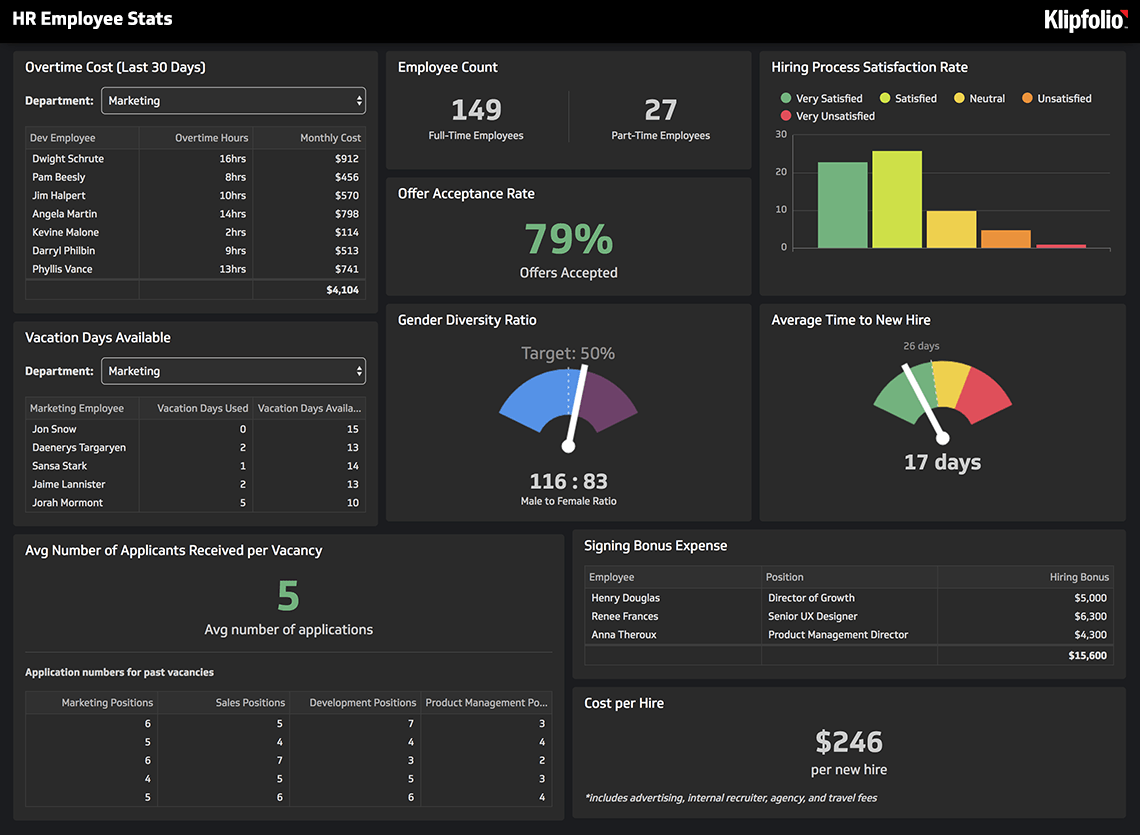 HR Employee Stats
Klipfolio
Overtime Cost (Last 30 Days)
Department: Marketing
Dev Employee Overtime Hours Monthly Cost
Dwight Schrute 16hrs $912
Pam Beesly 8hrs $456
Jim Halpert 10hrs $570
Angela Martin 14hrs $798
Kevine Malone 2hrs $114
Darryl Philbin 9hrs $513
Phyllis Vance 13hrs $741
$4,104
Employee Count
149 27
Full-Time Employees Part-Time Employees
Offer Acceptance Rate
79%
Offers Accepted
Hiring Process Satisfaction Rate
Very Satisfied Satisfied Neutral Unsatisfied
Very Unsatisfied
30
20
10
0
Vacation Days Available
Department: Marketing
Marketing Employee Vacation Days Used Vacation Days Availa...
Jon Snow 0 15
Daenerys Targaryen 2 13
Sansa Stark 1 14
Jaime Lannister 2 13
Jorah Mormont 5 10
Gender Diversity Ratio
Target: 50%
116 : 83
Male to Female Ratio
Average Time to New Hire
26 days
17 days
Avg Number of Applicants Received per Vacancy
5
Avg number of applications
Application numbers for past vacancies
Marketing Positions Sales Positions Development Positions Product Management Po...
6 5 7 3
5 4 4 4
6 7 3 2
4 5 5 3
5 6 6 4
Signing Bonus Expense
Employee Position Hiring Bonus
Henry Douglas Director of Growth $5,000
Renee Frances Senior UX Designer $6,300
Anna Theroux Product Management Director $4,300
$15,600
Cost per Hire
$246
per new hire
*includes advertising, internal recruiter, agency, and travel fees